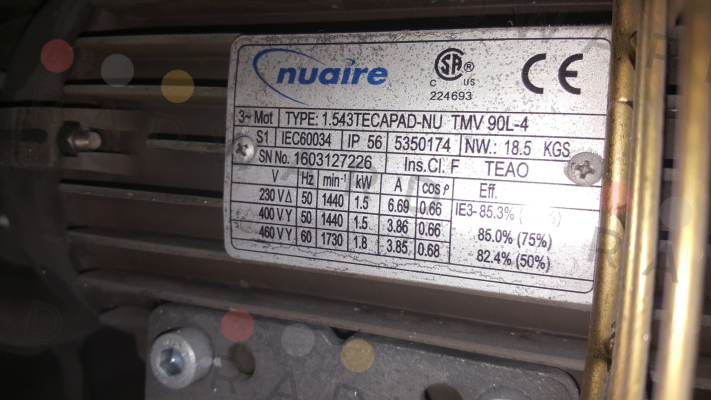 nuaire
SA ®
C US
224693
CE
3~ Mot TYPE: 1.543TECAPAD-NU TMV 90L-4
S1 IEC60034 IP 56 5350174 NW.: 18.5 KGS
SN No. 1603127226 Ins.Cl. F TEAO
V Hz min⁻¹ kW A cos ρ Eff.
230 V∆ 50 1440 1.5 6.69 0.66 IE3-85.3%
400 V Y 50 1440 1.5 3.86 0.66 85.0% (75%)
460 V Y 60 1730 1.8 3.85 0.68 82.4% (50%)